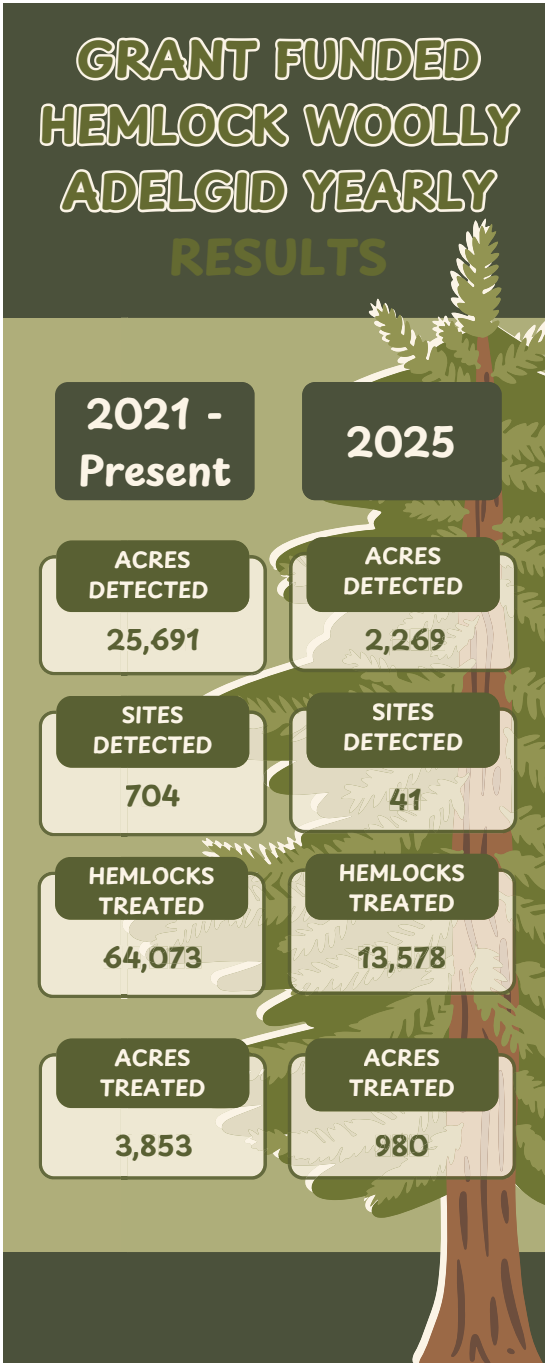 GRANT FUNDED
HEMLOCK WOOLLY
ADELGID YEARLY
RESULTS
2021 -
Present
2025
ACRES
DETECTED
25,691
ACRES
DETECTED
2,269
SITES
DETECTED
704
SITES
DETECTED
41
HEMLOCKS
TREATED
64,073
HEMLOCKS
TREATED
13,578
ACRES
TREATED
3,853
ACRES
TREATED
980